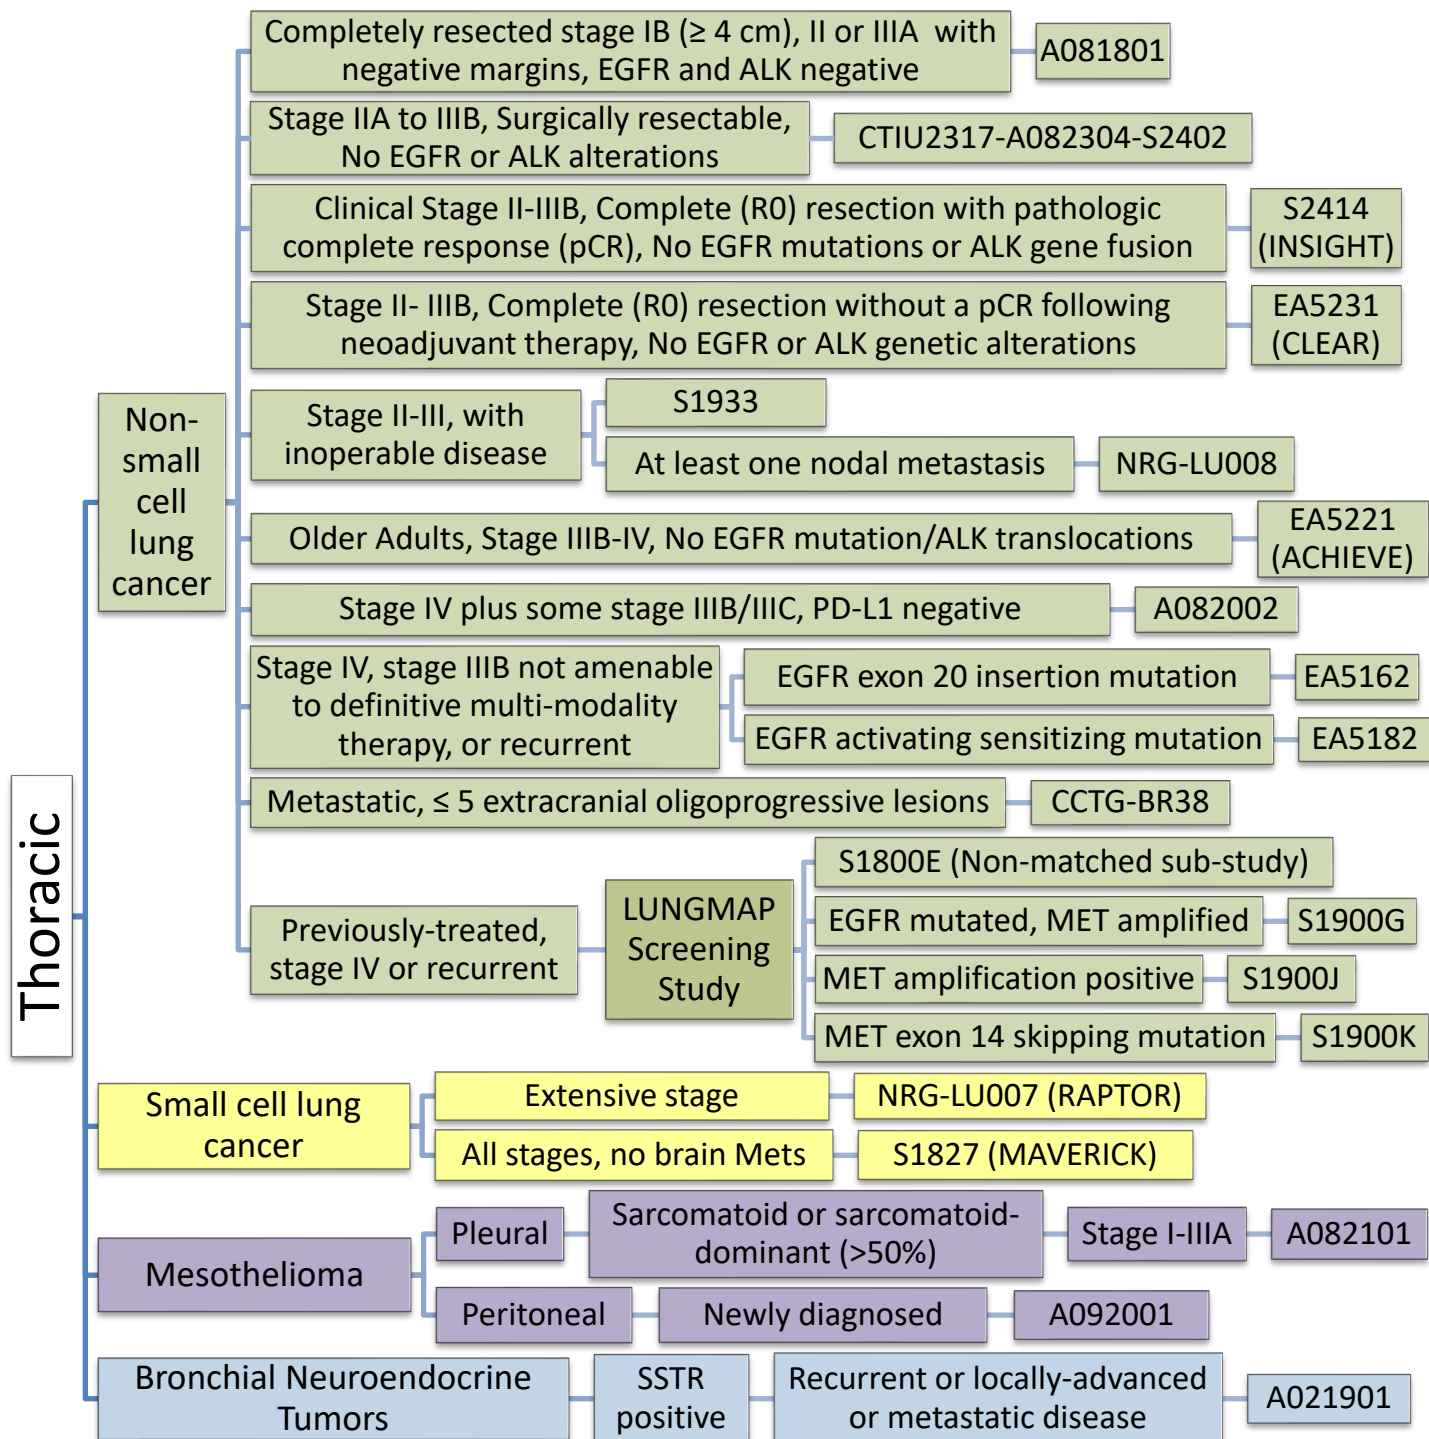 Thoracic
Non-
small
cell
lung
cancer
Completely resected stage IB (≥ 4 cm), II or IIIA with
negative margins, EGFR and ALK negative
A081801
Stage IIA to IIIB, Surgically resectable,
No EGFR or ALK alterations
CTIU2317-A082304-S2402
Clinical Stage II-IIIB, Complete (R0) resection with pathologic
complete response (pCR), No EGFR mutations or ALK gene fusion
S2414
(INSIGHT)
Stage II- IIIB, Complete (R0) resection without a pCR following
neoadjuvant therapy, No EGFR or ALK genetic alterations
EA5231
(CLEAR)
Stage II-III, with
inoperable disease
S1933
At least one nodal metastasis
NRG-LU008
Older Adults, Stage IIIB-IV, No EGFR mutation/ALK translocations
EA5221
(ACHIEVE)
Stage IV plus some stage IIIB/IIIC, PD-L1 negative
A082002
Stage IV, stage IIIB not amenable
to definitive multi-modality
therapy, or recurrent
EGFR exon 20 insertion mutation
EA5162
EGFR activating sensitizing mutation
EA5182
Metastatic, ≤ 5 extracranial oligoprogressive lesions
CCTG-BR38
Previously-treated,
stage IV or recurrent
LUNGMAP
Screening
Study
S1800E (Non-matched sub-study)
EGFR mutated, MET amplified
S1900G
MET amplification positive
S1900J
MET exon 14 skipping mutation
S1900K
Small cell lung
cancer
Extensive stage
NRG-LU007 (RAPTOR)
All stages, no brain Mets
S1827 (MAVERICK)
Mesothelioma
Pleural
Sarcomatoid or sarcomatoid-
dominant (>50%)
Stage I-IIIA
A082101
Peritoneal
Newly diagnosed
A092001
Bronchial Neuroendocrine
Tumors
SSTR
positive
Recurrent or locally-advanced
or metastatic disease
A021901